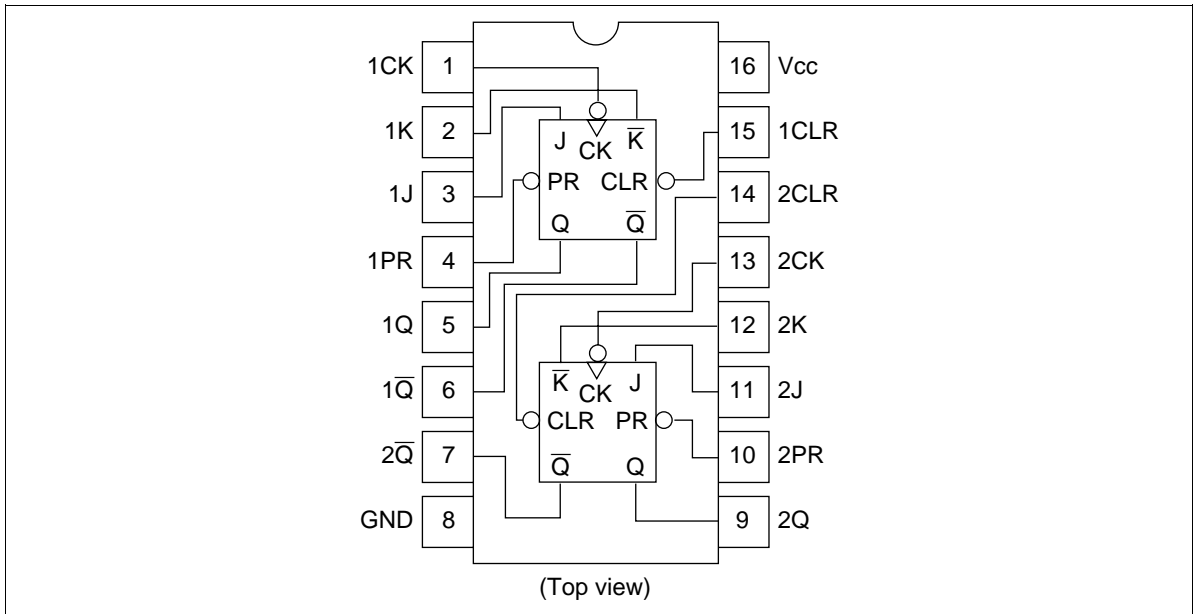 1CK 1
1K 2
1J 3
1PR 4
1Q 5
1Q̅ 6
2Q̅ 7
GND 8
16 Vcc
15 1CLR
14 2CLR
13 2CK
12 2K
11 2J
10 2PR
9 2Q
J CK K̅
PR CLR
Q Q̅
K̅ CK J
CLR PR
Q̅ Q
(Top view)